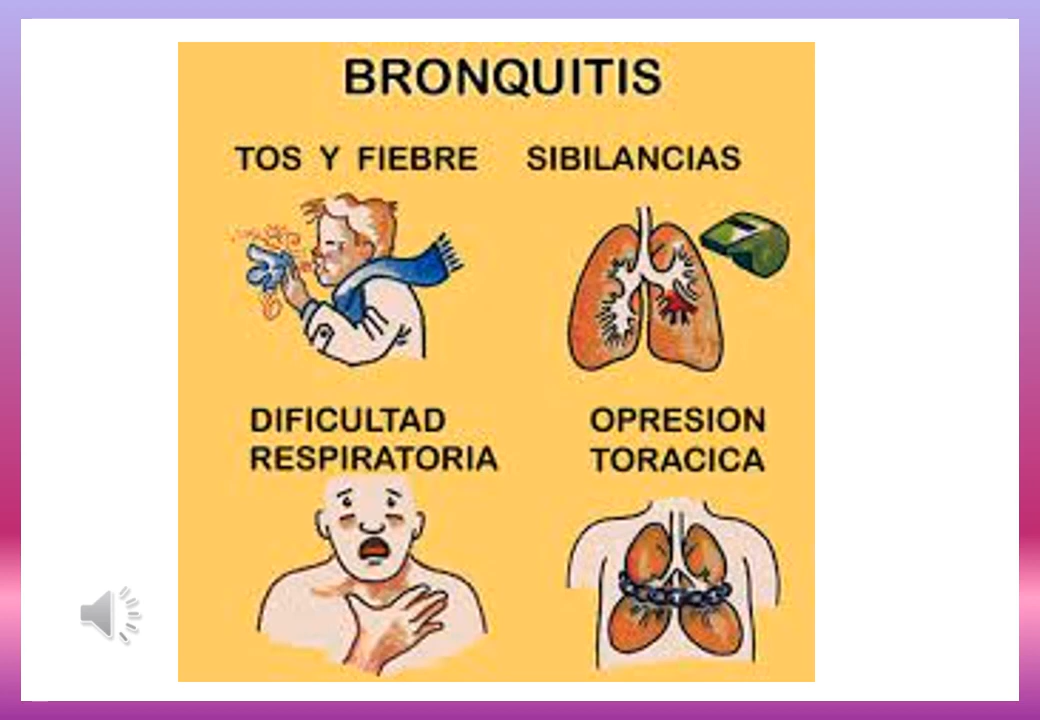 BRONQUITIS
TOS Y FIEBRE
SIBILANCIAS
DIFICULTAD
RESPIRATORIA
OPRESION
TORACICA